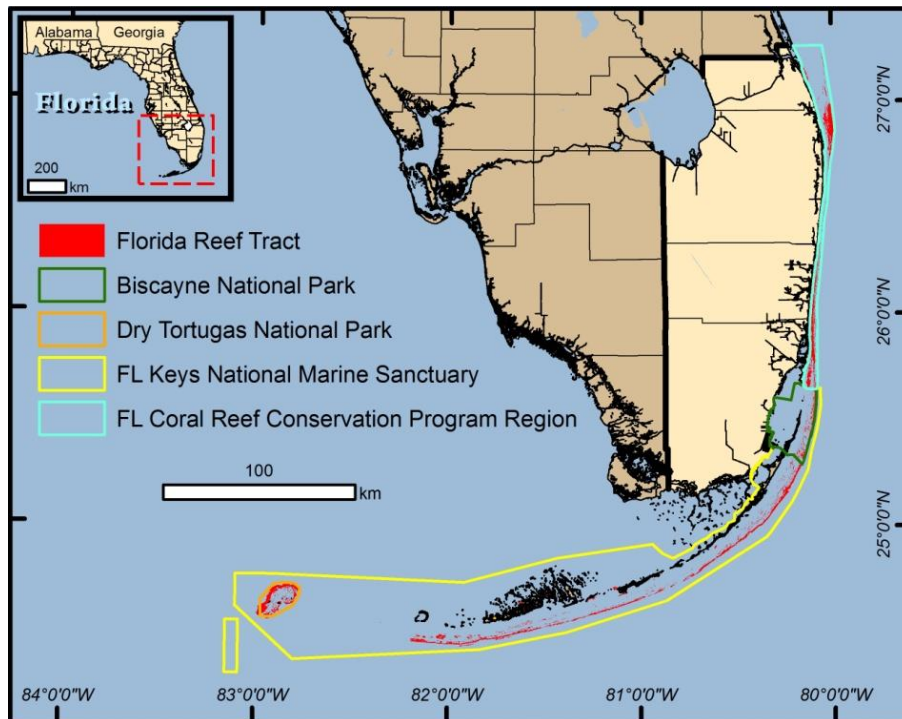 Alabama Georgia
Florida
200
km
Florida Reef Tract
Biscayne National Park
Dry Tortugas National Park
FL Keys National Marine Sanctuary
FL Coral Reef Conservation Program Region
100
km
27°0'0"N
26°0'0"N
25°0'0"N
84°0'0"W 83°0'0"W 82°0'0"W 81°0'0"W 80°0'0"W